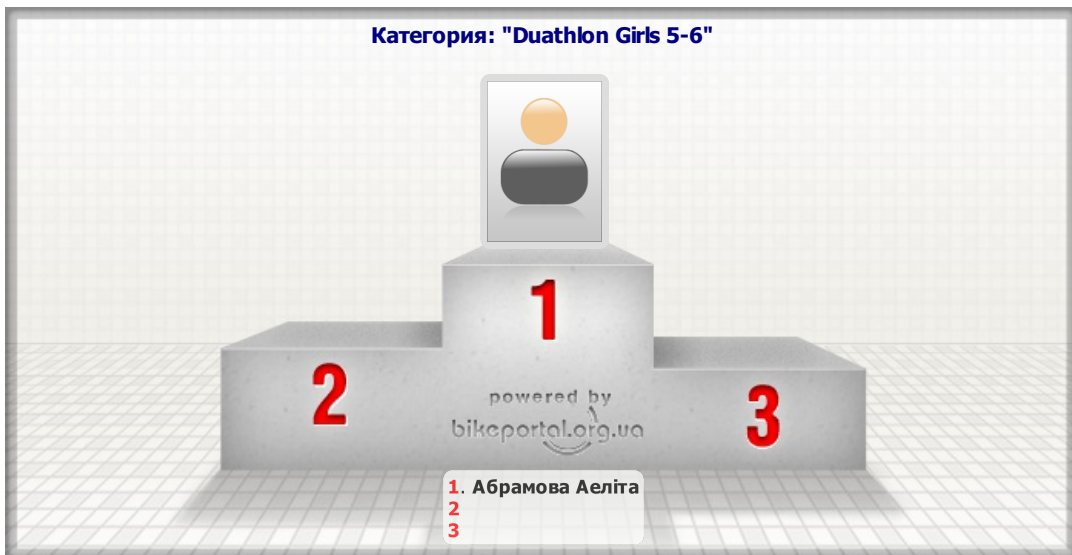 Категория: "Duathlon Girls 5-6"
1
2
3
powered by
bikeportal.org.ua
1. Абрамова Аеліта
2
3